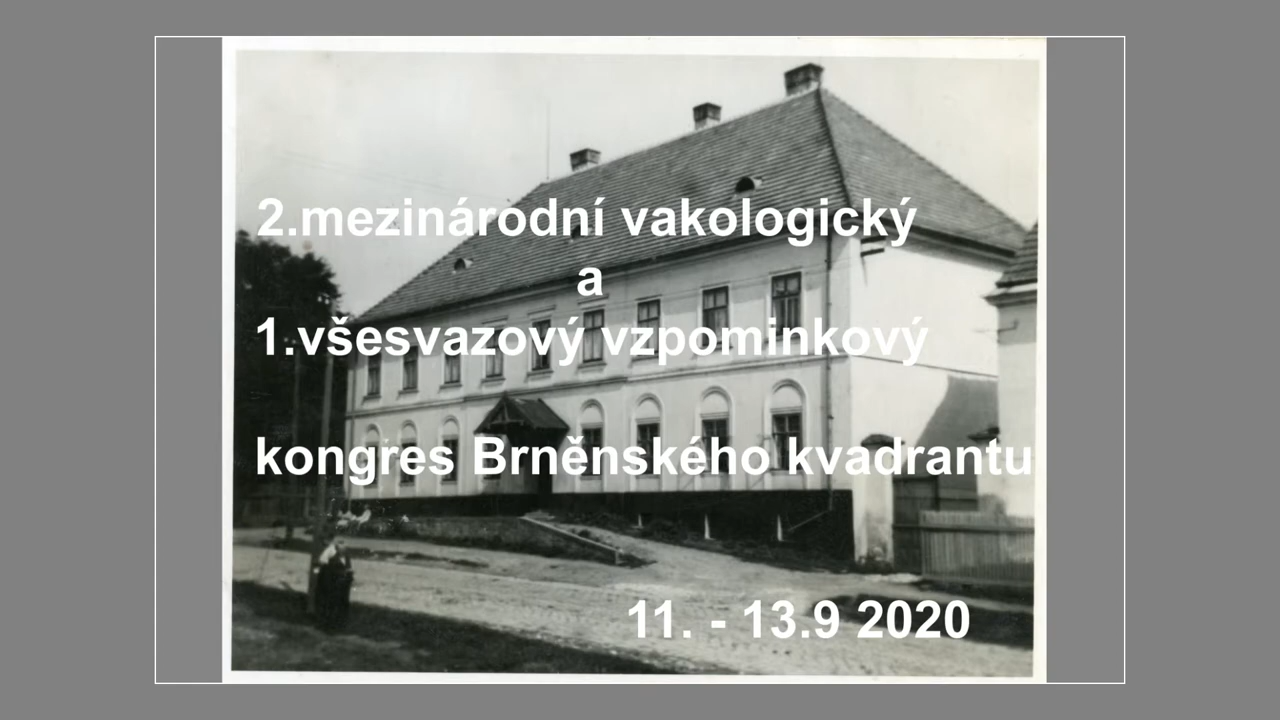 2.mezinárodní vakologický
a
1.všesvazový vzpominkový
kongres Brněnského kvadrantu
11. - 13.9 2020